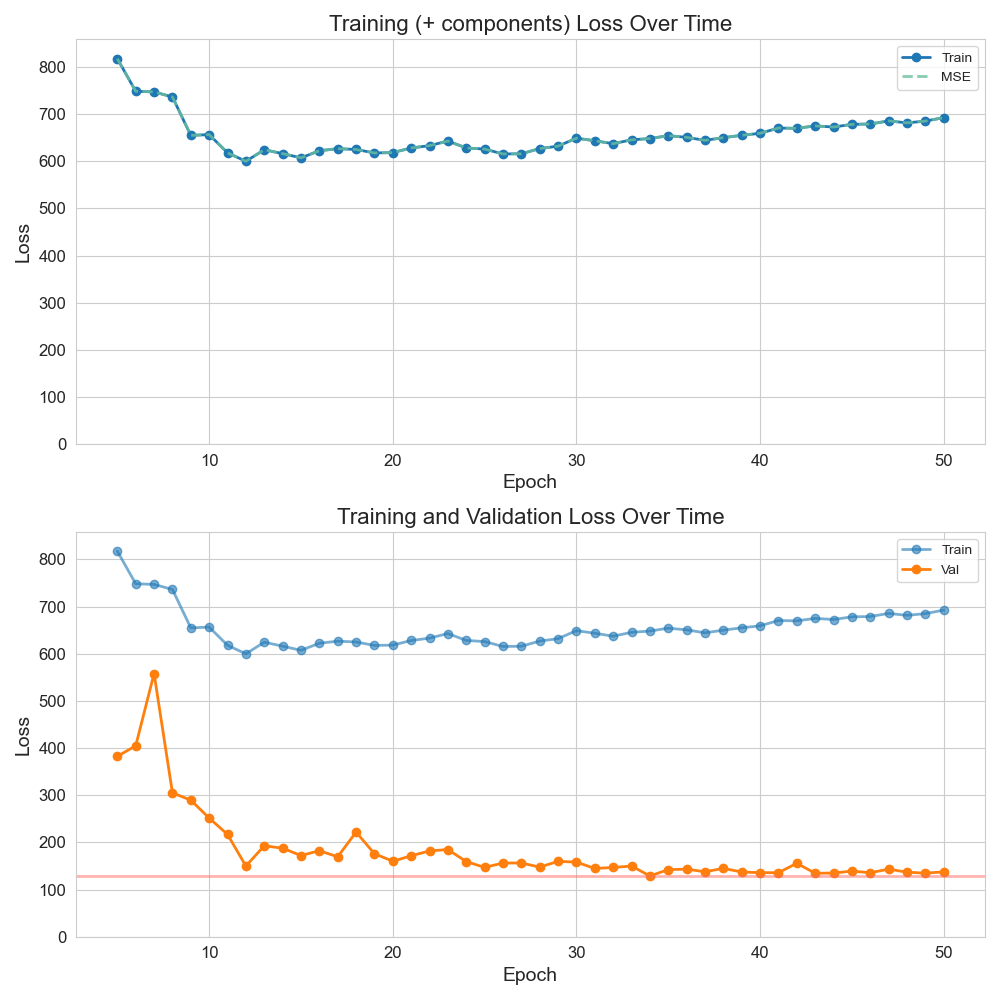 Training (+ components) Loss Over Time
Train
MSE
800
700
600
500
400
300
200
100
0
Loss
10 20 30 40 50
Epoch
Training and Validation Loss Over Time
Train
Val
800
700
600
500
400
300
200
100
0
Loss
10 20 30 40 50
Epoch